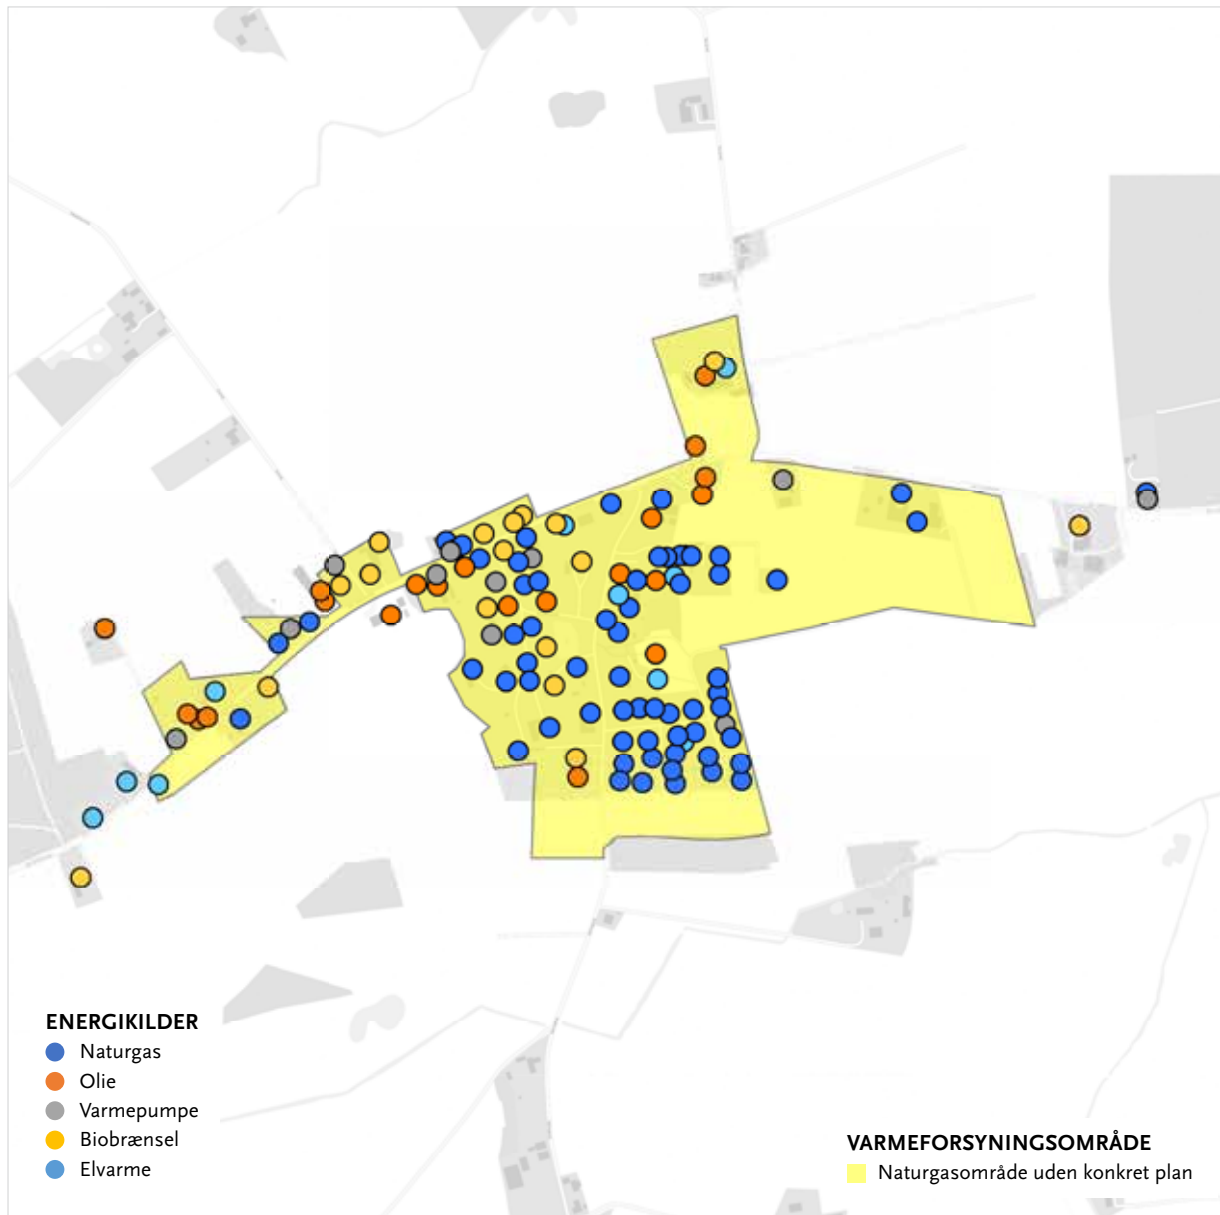 ENERGIKILDER
Naturgas
Olie
Varmepumpe
Biobrænsel
Elvarme
VARMEFORSYNINGSOMRÅDE
Naturgasområde uden konkret plan